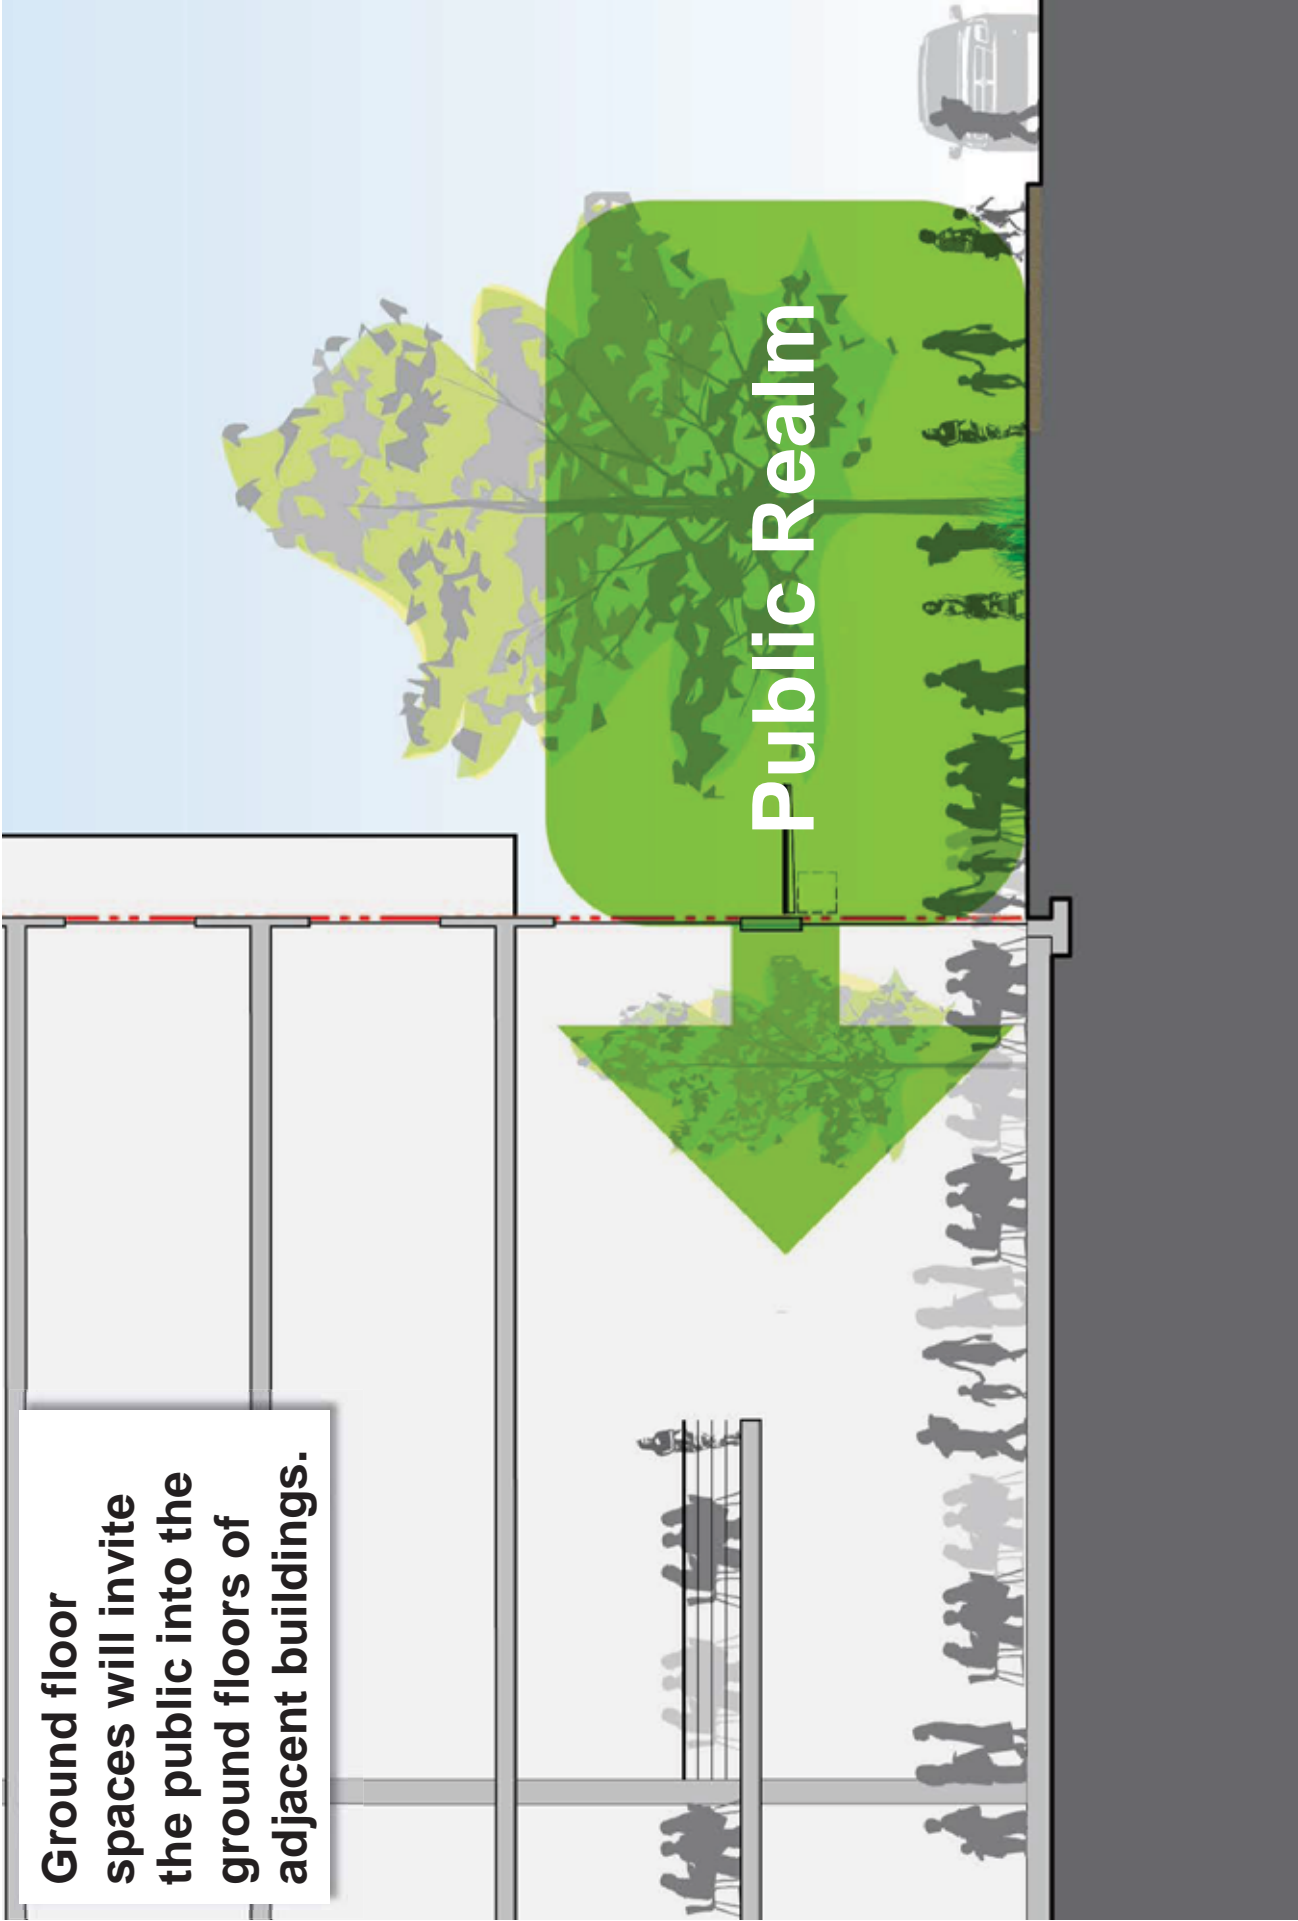 Ground floor
spaces will invite
the public into the
ground floors of
adjacent buildings.
Public Realm